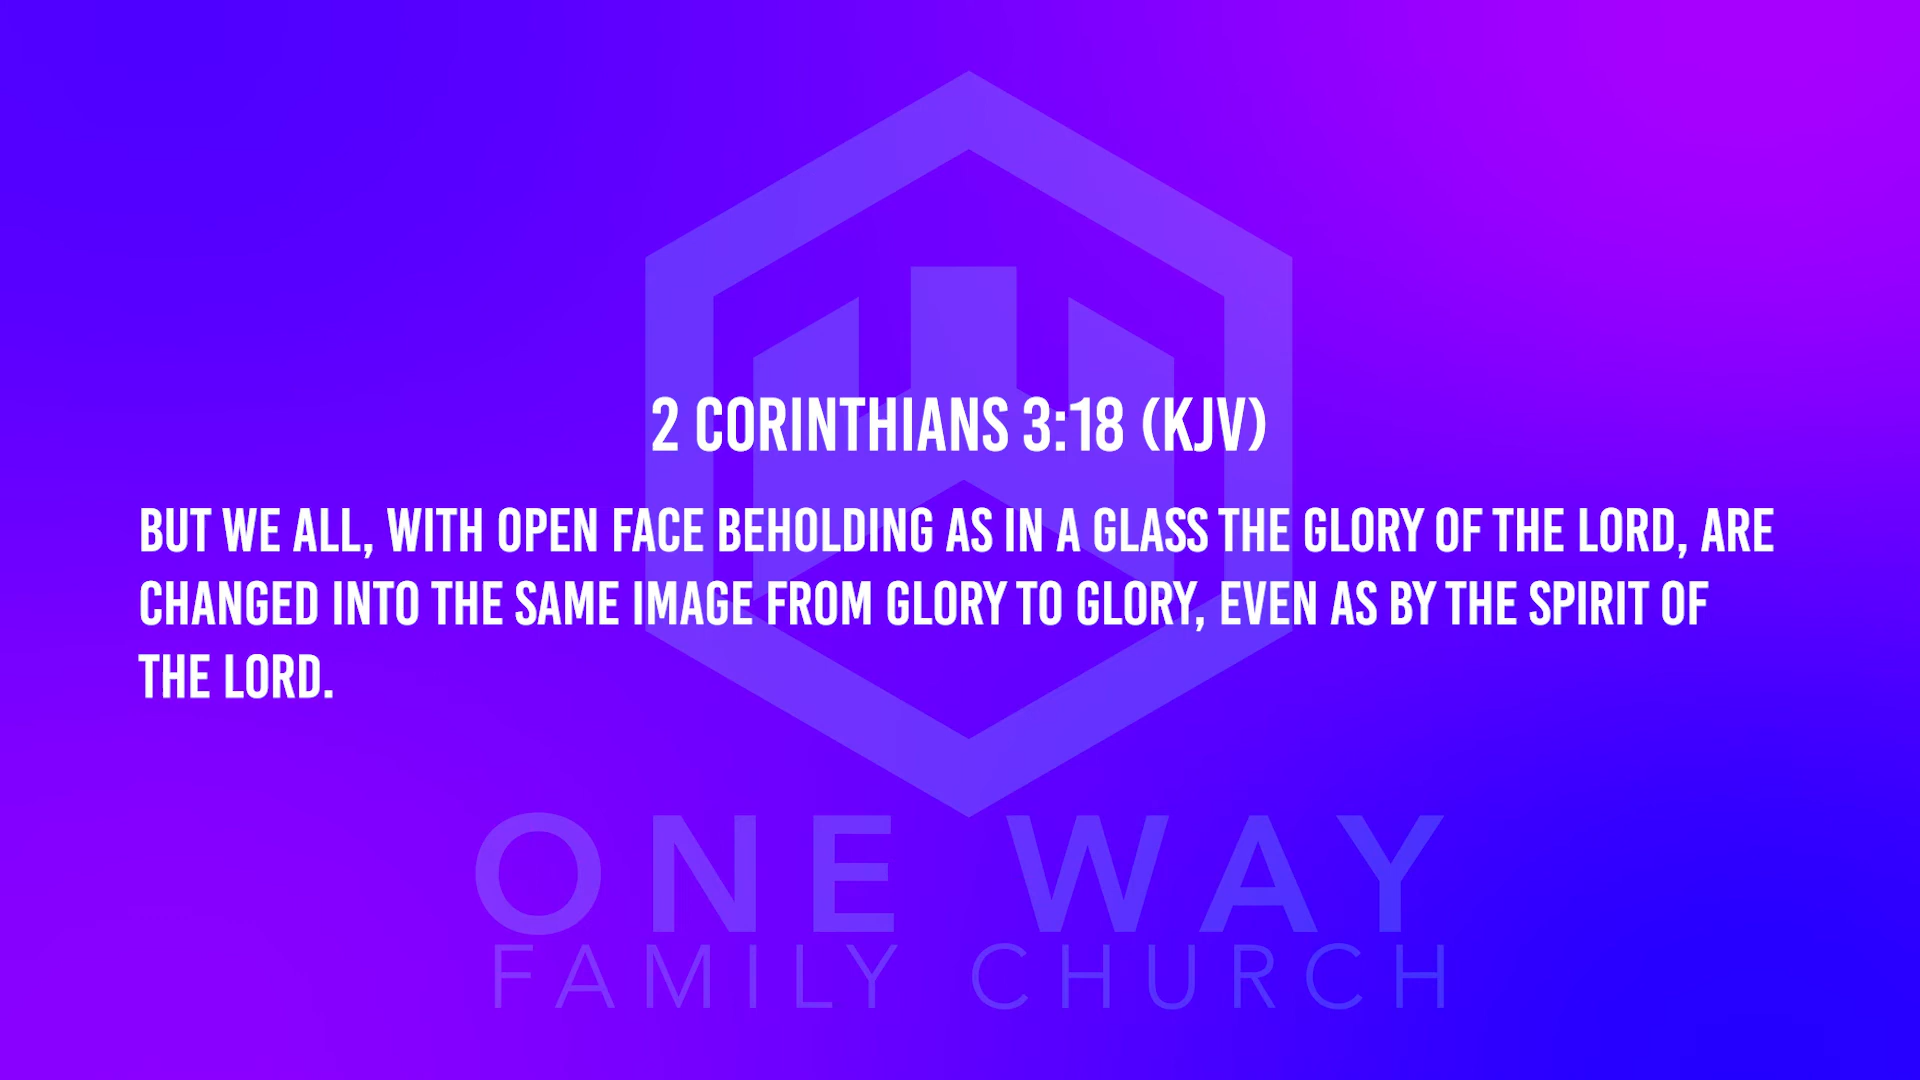 2 CORINTHIANS 3:18 (KJV)
BUT WE ALL, WITH OPEN FACE BEHOLDING AS IN A GLASS THE GLORY OF THE LORD, ARE
CHANGED INTO THE SAME IMAGE FROM GLORY TO GLORY, EVEN AS BY THE SPIRIT OF
THE LORD.
ONE WAY
FAMILY CHURCH